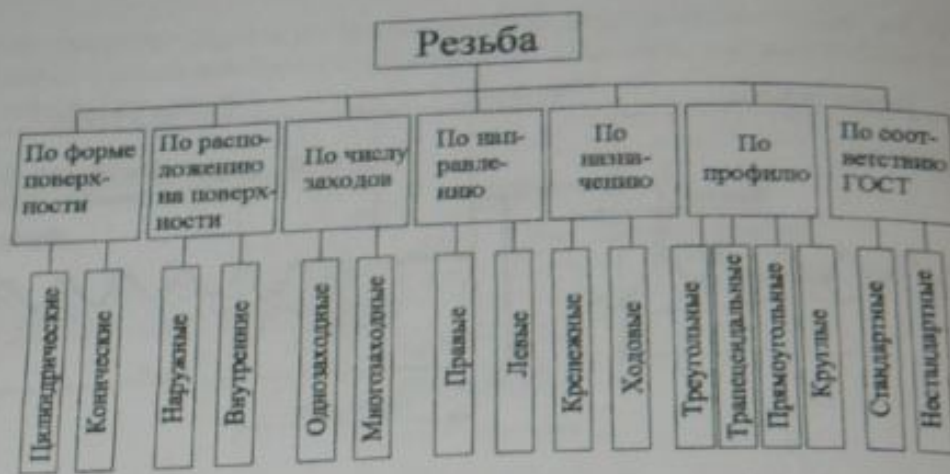 Резьба
По форме
поверх-
ности
По распо-
ложению
на поверх-
ности
По числу
заходов
По нап-
равле-
нию
По
назна-
чению
По
профилю
По соот-
ветствию
ГОСТ
Цилиндрические
Конические
Наружные
Внутренние
Однозаходные
Многозаходные
Правые
Левые
Крепежные
Ходовые
Треугольные
Трапецеидальные
Прямоугольные
Круглые
Стандартные
Нестандартные